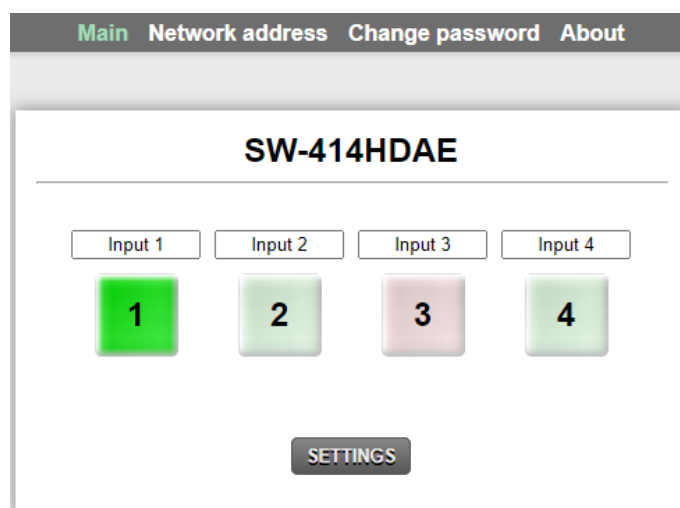 Main Network address Change password About
SW-414HDAE
Input 1 Input 2 Input 3 Input 4
1 2 3 4
SETTINGS